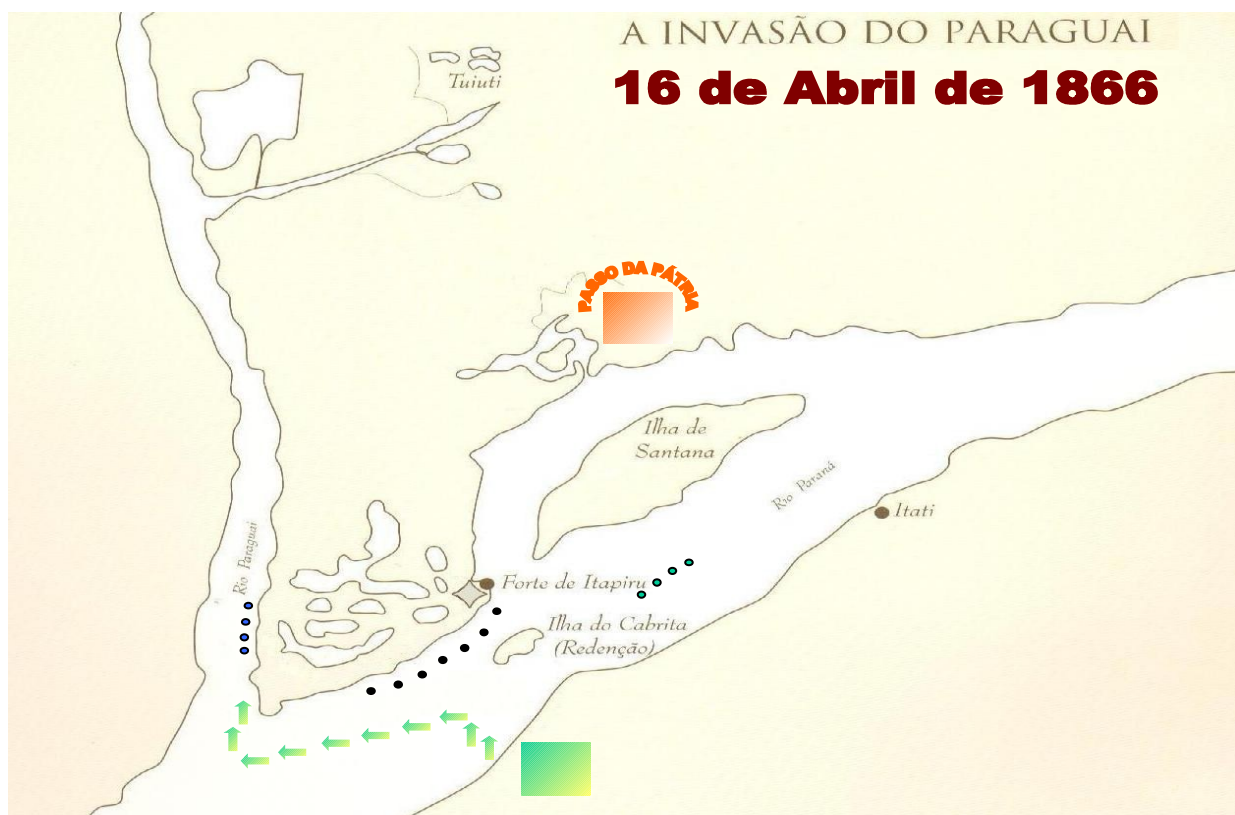 A INVASÃO DO PARAGUAI
16 de Abril de 1866
Tuiuti
PASSO DA PÁTRIA
Ilha de
Santana
Rio Paraná
Itati
Rio Paraguai
Forte de Itapiru
Ilha do Cabrita
(Redenção)